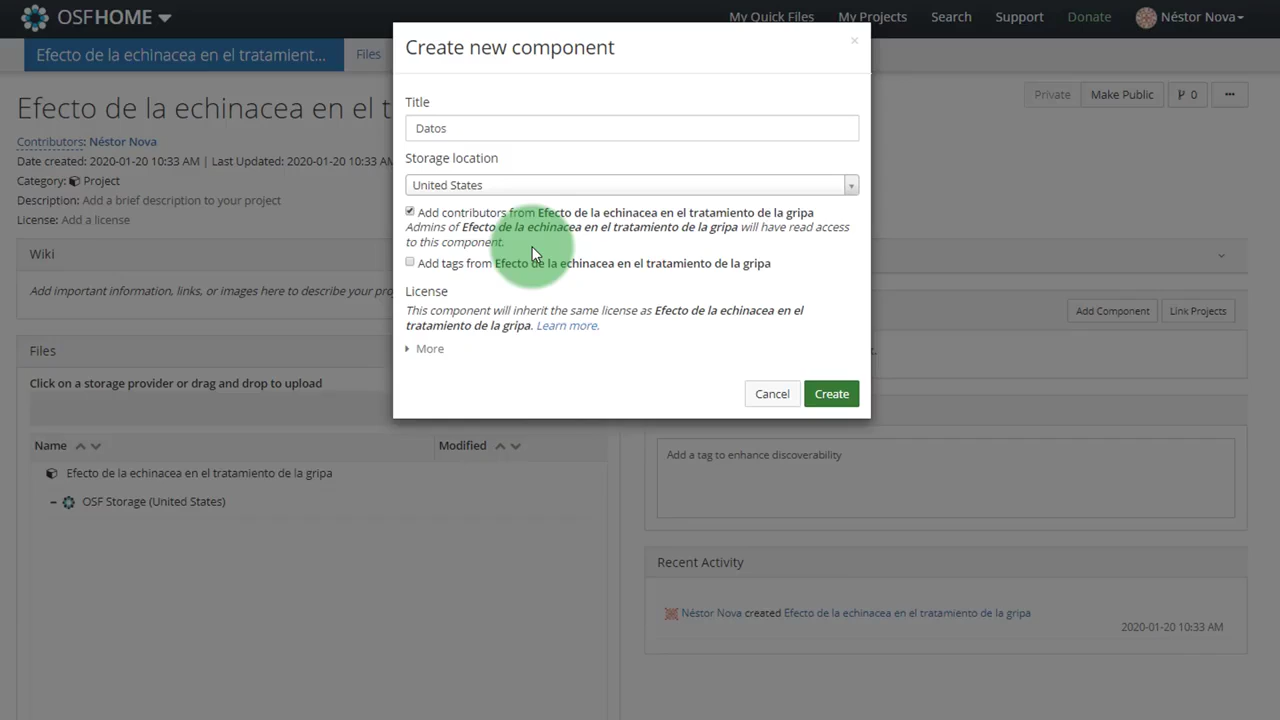 OSFHOME
My Quick Files
My Projects
Search
Support
Donate
Néstor Nova
Efecto de la echinacea en el tratamient...
Files
Efecto de la echinacea en el t
Private
Make Public
0
Contributors: Néstor Nova
Date created: 2020-01-20 10:33 AM | Last Updated: 2020-01-20 10:33 AM
Category: Project
Description: Add a brief description to your project
License: Add a license
Wiki
Add important information, links, or images here to describe your pro
Files
Click on a storage provider or drag and drop to upload
Name
Modified
Efecto de la echinacea en el tratamiento de la gripa
OSF Storage (United States)
Create new component
×
Title
Datos
Storage location
United States
Add contributors from Efecto de la echinacea en el tratamiento de la gripa
Admins of Efecto de la echinacea en el tratamiento de la gripa will have read access
to this component.
Add tags from Efecto de la echinacea en el tratamiento de la gripa
License
This component will inherit the same license as Efecto de la echinacea en el
tratamiento de la gripa. Learn more.
More
Cancel
Create
Add Component
Link Projects
Add a tag to enhance discoverability
Recent Activity
Néstor Nova created Efecto de la echinacea en el tratamiento de la gripa
2020-01-20 10:33 AM